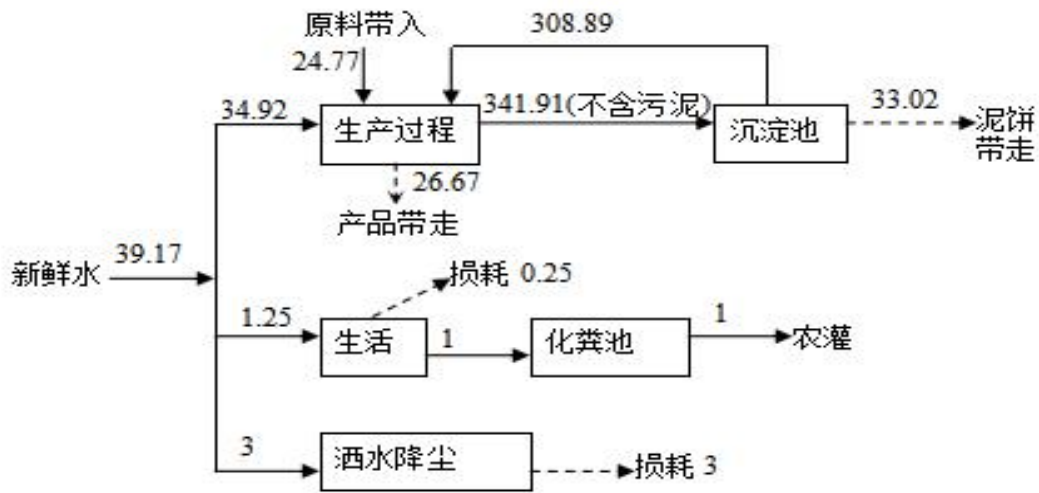 原料带入
24.77
308.89
34.92
生产过程
341.91(不含污泥)
沉淀池
33.02
泥饼
带走
26.67
产品带走
新鲜水
39.17
损耗 0.25
1.25
生活
1
化粪池
1
农灌
3
洒水降尘
损耗 3